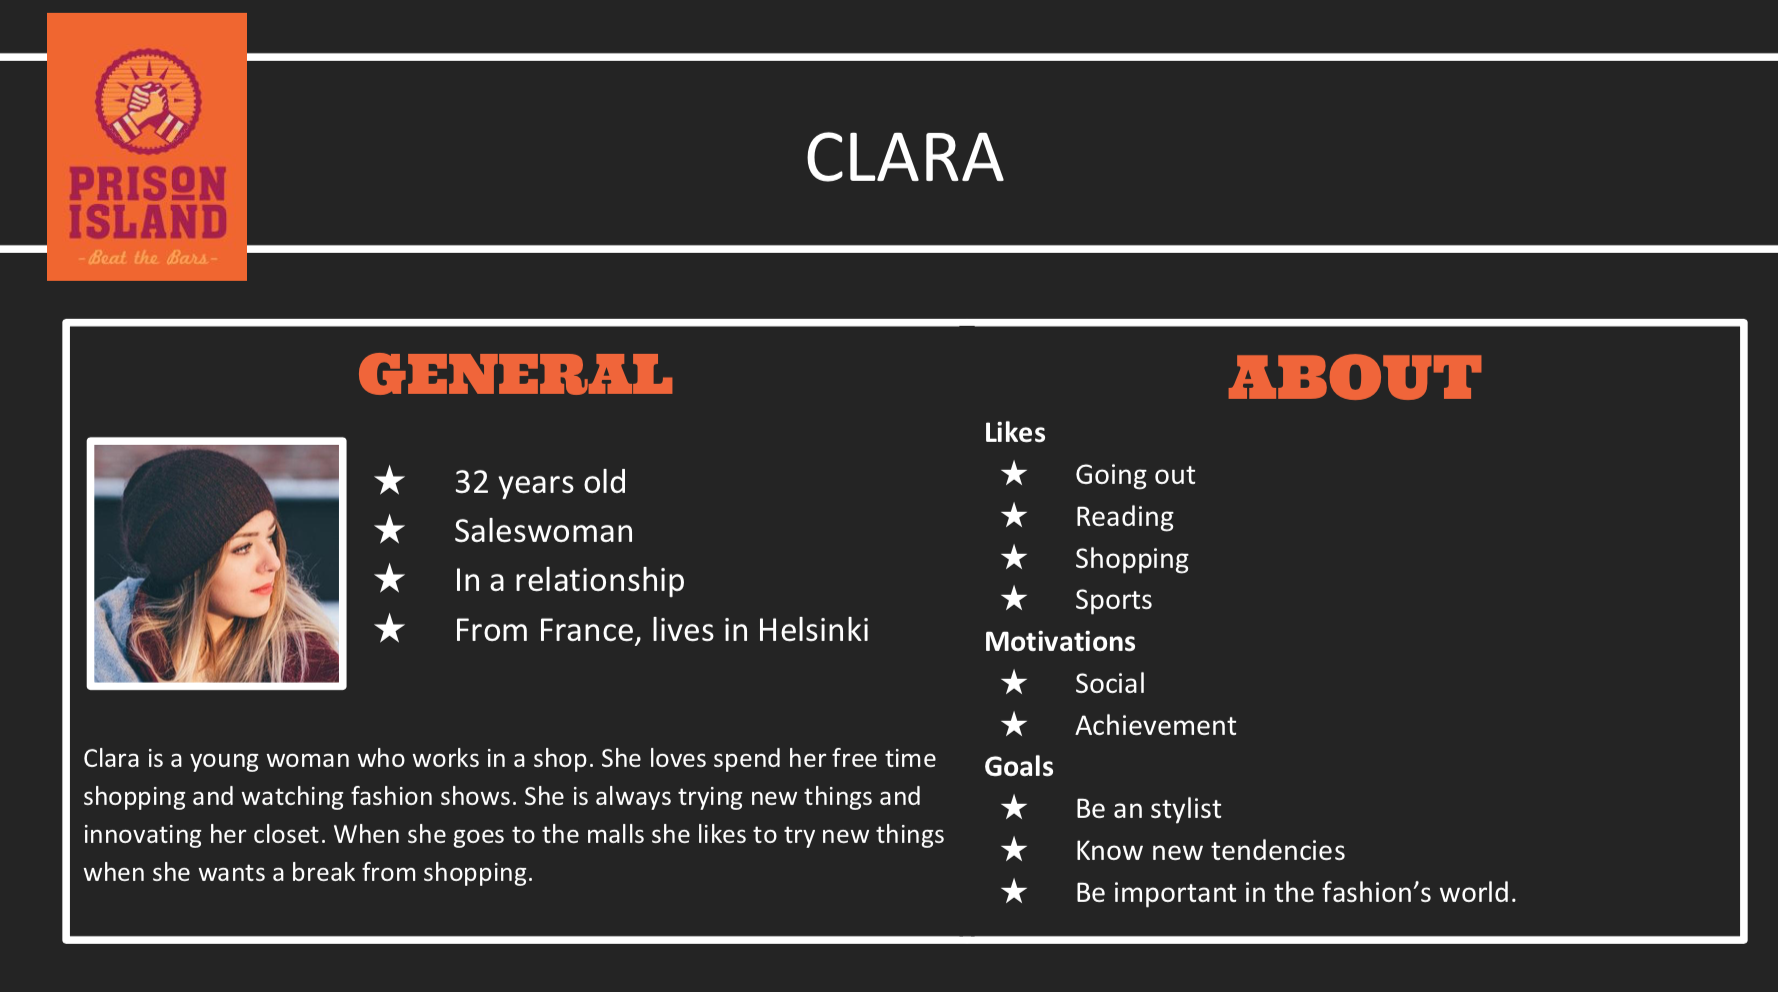 PRISON
ISLAND
-Beat the Bars-
CLARA
GENERAL
★ 32 years old
★ Saleswoman
★ In a relationship
★ From France, lives in Helsinki
Clara is a young woman who works in a shop. She loves spend her free time
shopping and watching fashion shows. She is always trying new things and
innovating her closet. When she goes to the malls she likes to try new things
when she wants a break from shopping.
ABOUT
Likes
★ Going out
★ Reading
★ Shopping
★ Sports
Motivations
★ Social
★ Achievement
Goals
★ Be an stylist
★ Know new tendencies
★ Be important in the fashion’s world.